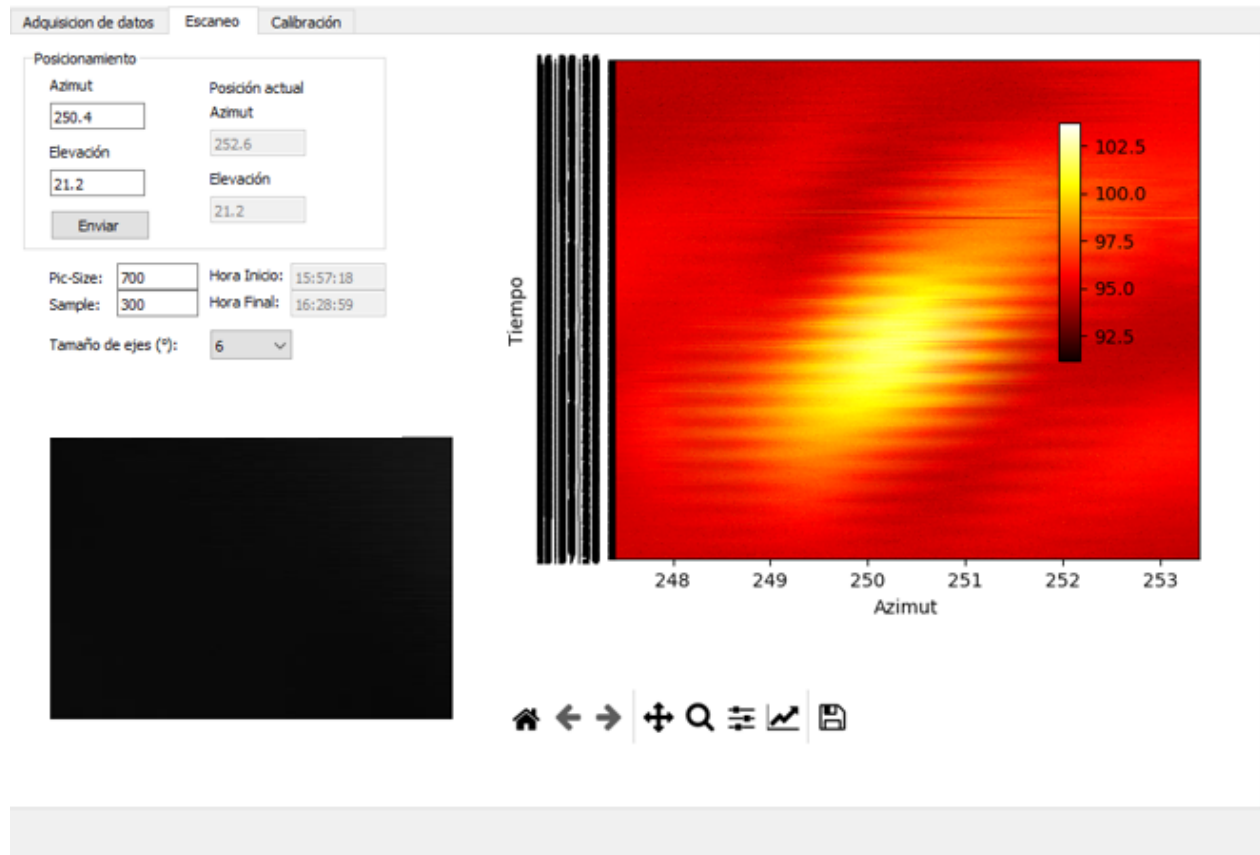 Adquisicion de datos Escaneo Calibración
Posicionamiento
Azimut
250.4
Elevación
21.2
Enviar
Posición actual
Azimut
252.6
Elevación
21.2
Pic-Size: 700 Hora Inicio: 15:57:18
Sample: 300 Hora Final: 16:28:59
Tamaño de ejes (°): 6
Tiempo
102.5
100.0
97.5
95.0
92.5
248 249 250 251 252 253
Azimut